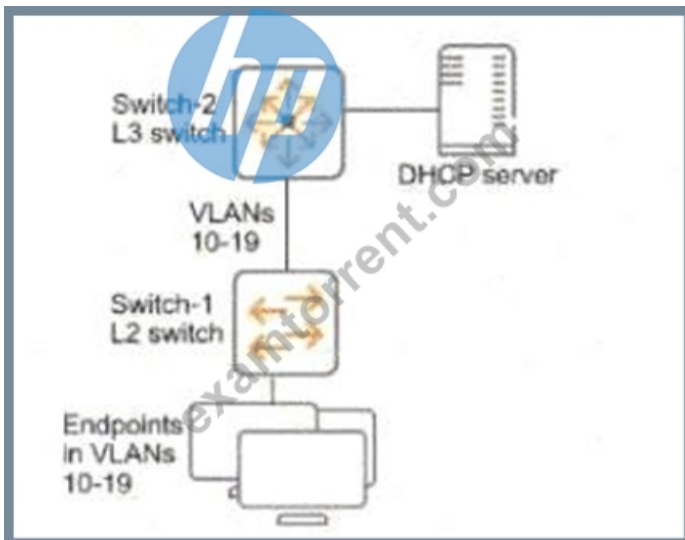 hp
Switch-2
L3 switch
DHCP server
VLANs
10-19
Switch-1
L2 switch
Endpoints
in VLANs
10-19
examtorrent.com